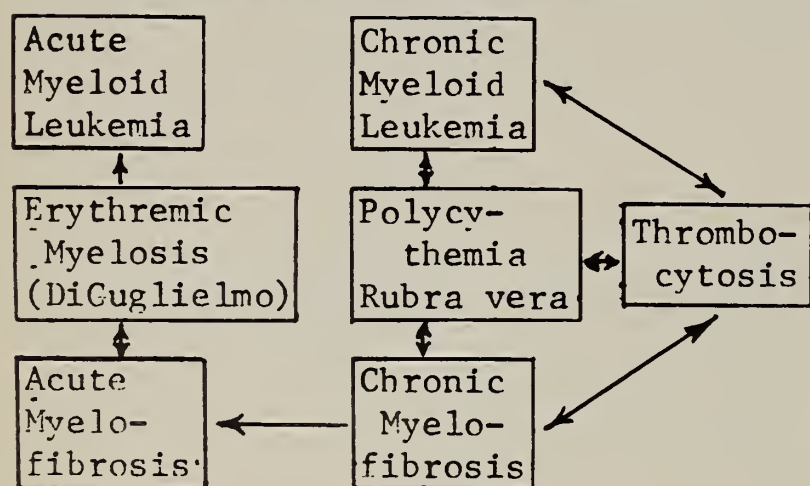 Acute
Myeloid
Leukemia
Chronic
Myeloid
Leukemia
Erythremic
Myelosis
(DiGuglielmo)
Polycy-
themia
Rubra vera
Thrombo-
cytosis
Acute
Myelo-
fibrosis
Chronic
Myelo-
fibrosis